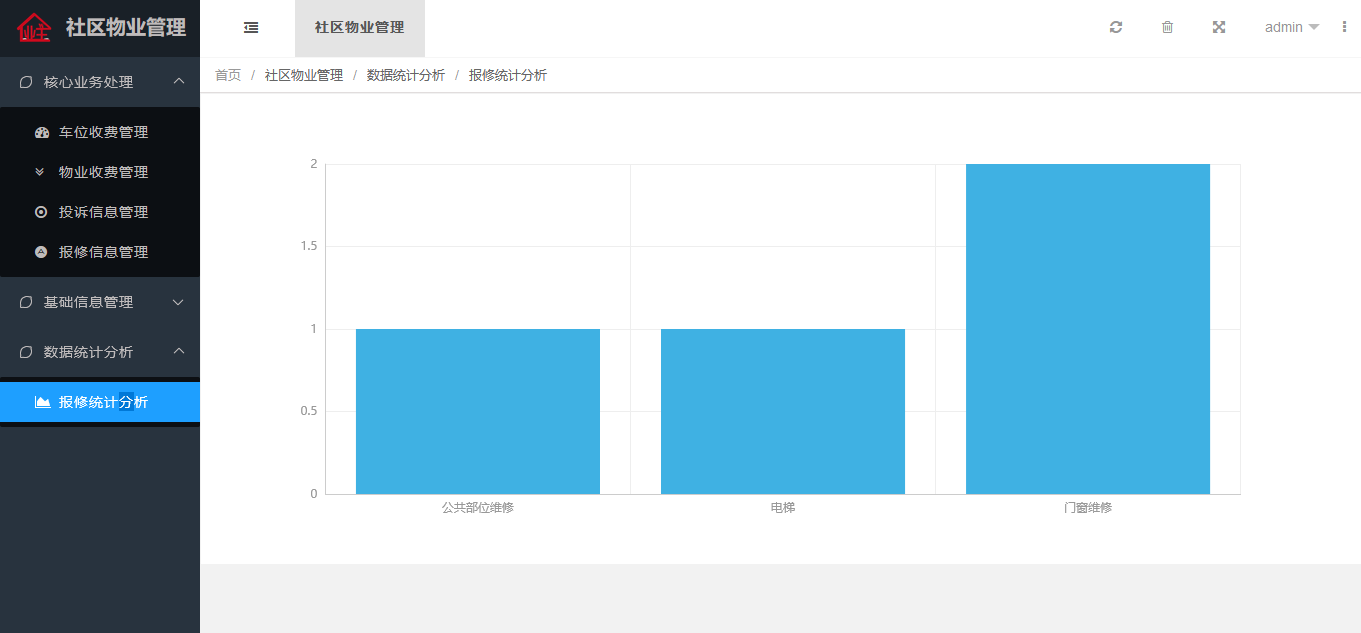 业主 社区物业管理
社区物业管理
admin
首页 / 社区物业管理 / 数据统计分析 / 报修统计分析
核心业务处理
车位收费管理
物业收费管理
投诉信息管理
报修信息管理
基础信息管理
数据统计分析
报修统计分析
2
1.5
1
0.5
0
公共部位维修 电梯 门窗维修